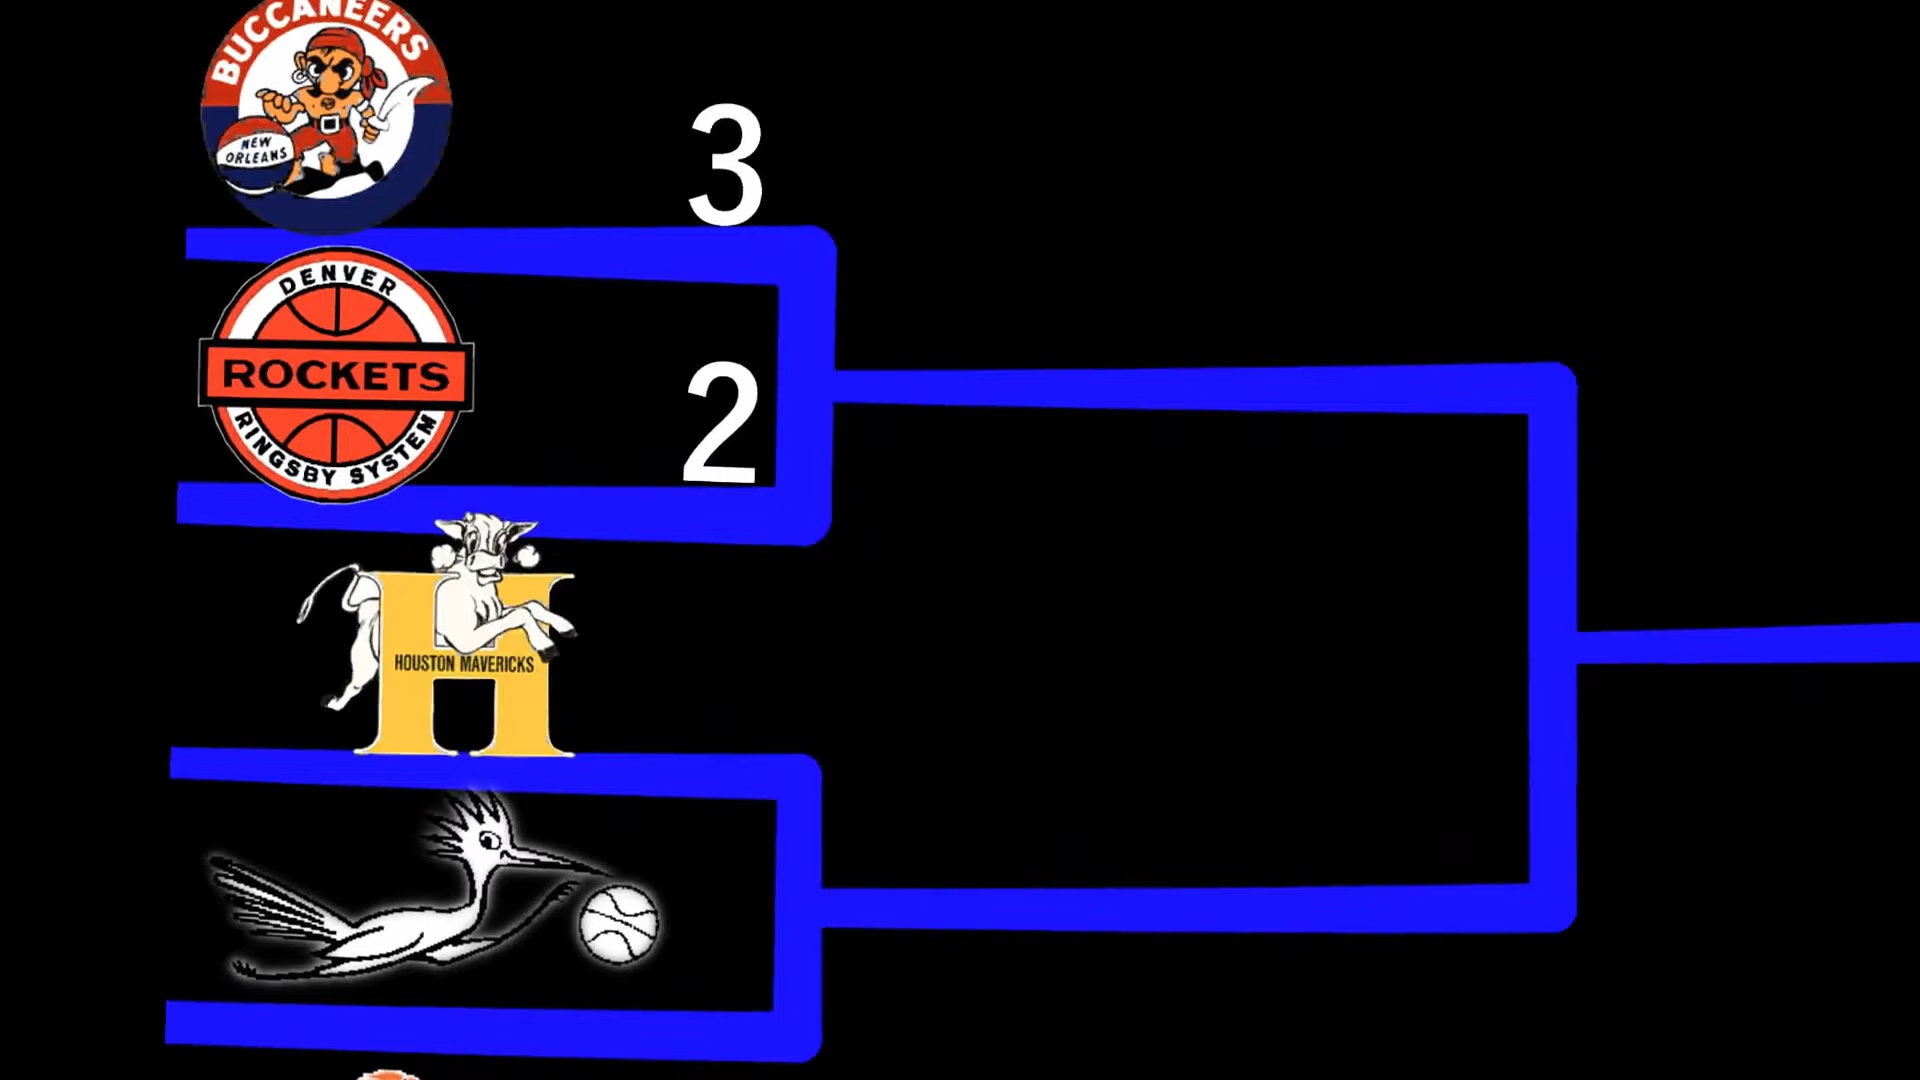 BUCCANEERS
NEW
ORLEANS
3
DENVER
ROCKETS
RINGSBY SYSTEM
2
HOUSTON MAVERICKS